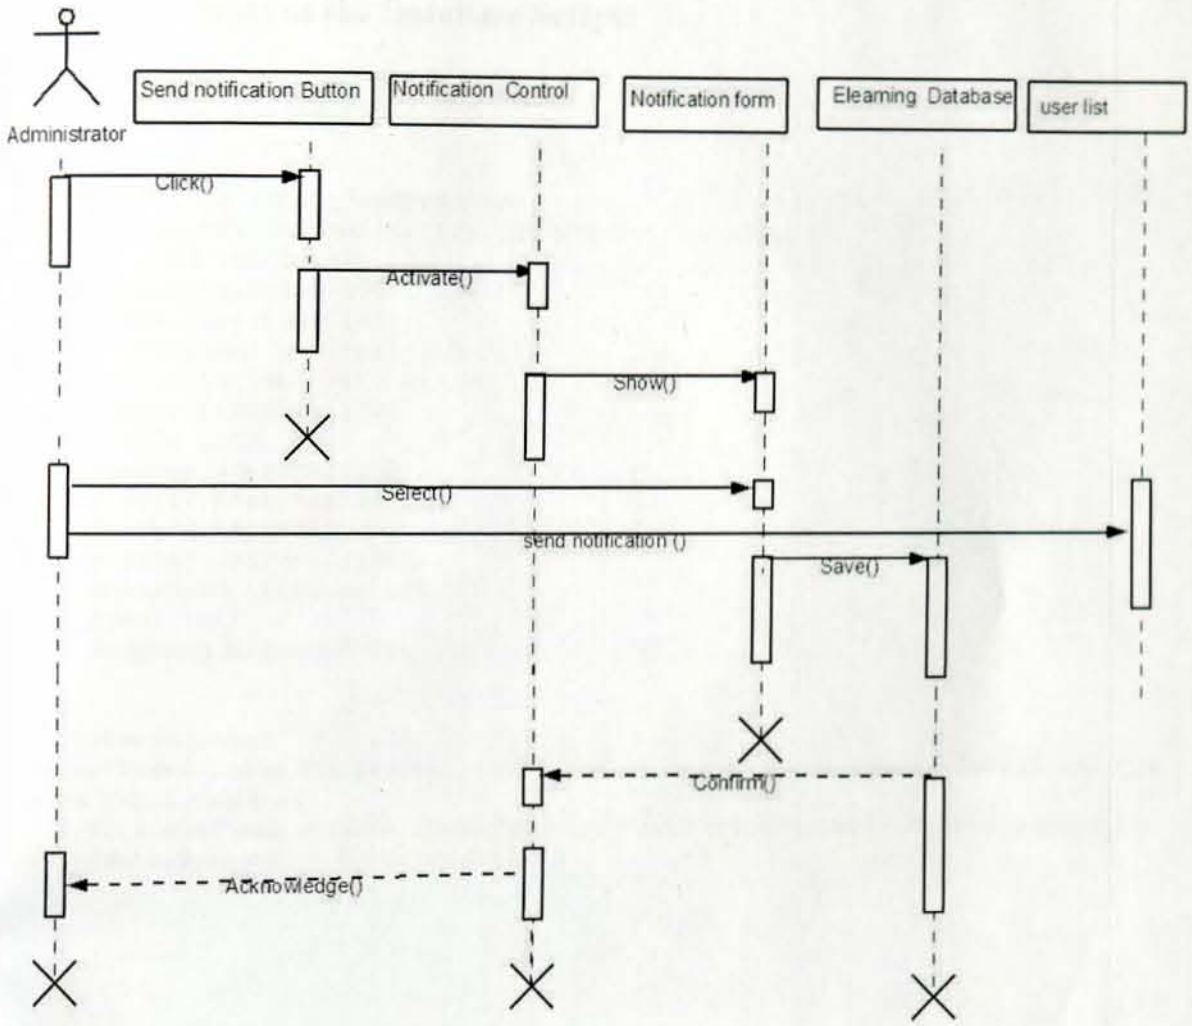 Send notification Button
Notification Control
Notification form
Elearning Database
user list
Administrator
Click()
Activate()
Show()
Select()
send notification ()
Save()
Confirm()
Acknowledge()